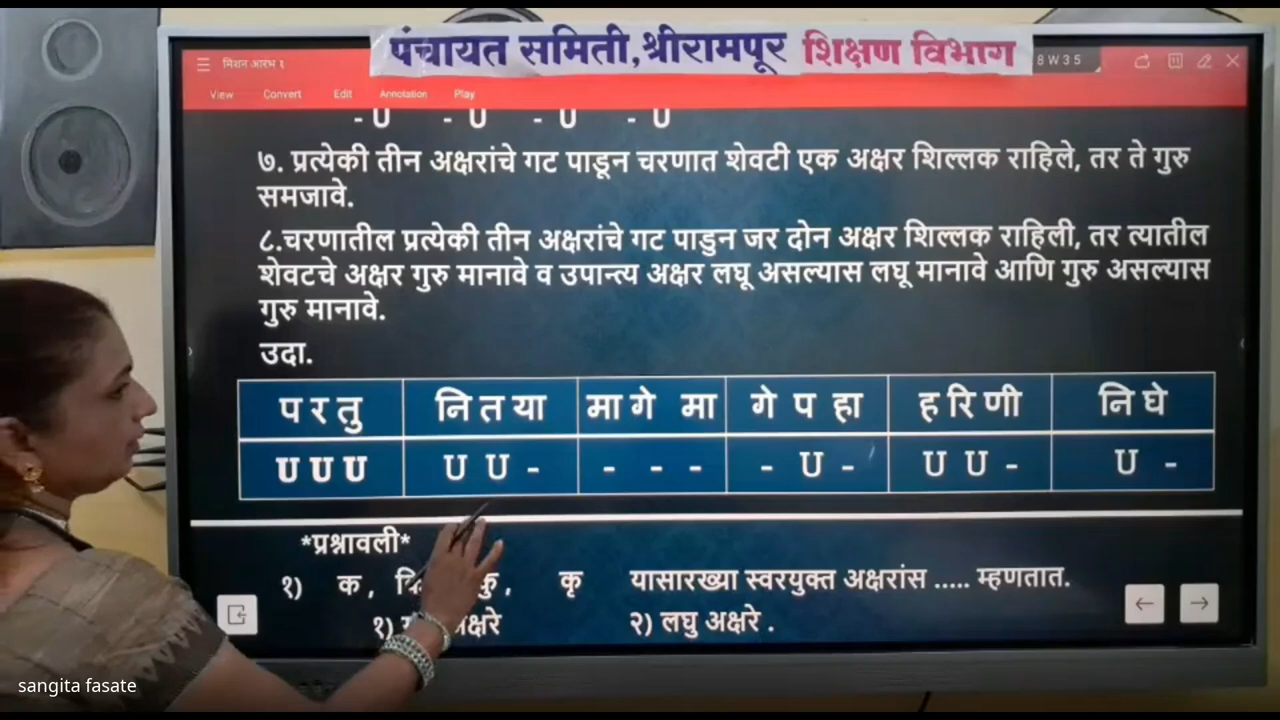 पंचायत समिती,श्रीरामपूर शिक्षण विभाग
मिशन आरंभ १
8W35
View Convert Edit Annotation Play
- U - U - U - U
७. प्रत्येकी तीन अक्षरांचे गट पाडून चरणात शेवटी एक अक्षर शिल्लक राहिले, तर ते गुरु
समजावे.
८.चरणातील प्रत्येकी तीन अक्षरांचे गट पाडुन जर दोन अक्षर शिल्लक राहिली, तर त्यातील
शेवटचे अक्षर गुरु मानावे व उपान्त्य अक्षर लघू असल्यास लघू मानावे आणि गुरु असल्यास
गुरु मानावे.
उदा.
प र तु नि त या मा गे मा गे प हा ह रि णी नि घे
U U U U U - - - - - U - U U - U -
*प्रश्नावली*
१) क, कु, कृ यासारख्या स्वरयुक्त अक्षरांस ..... म्हणतात.
१) २) लघु अक्षरे .
sangita fasate